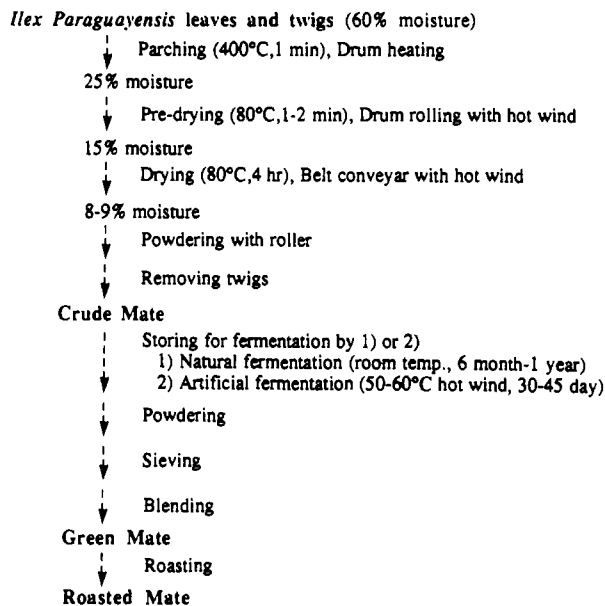 Ilex Paraguayensis leaves and twigs (60% moisture)
Parching (400°C,1 min), Drum heating
25% moisture
Pre-drying (80°C,1-2 min), Drum rolling with hot wind
15% moisture
Drying (80°C,4 hr), Belt conveyar with hot wind
8-9% moisture
Powdering with roller
Removing twigs
Crude Mate
Storing for fermentation by 1) or 2)
1) Natural fermentation (room temp., 6 month-1 year)
2) Artificial fermentation (50-60°C hot wind, 30-45 day)
Powdering
Sieving
Blending
Green Mate
Roasting
Roasted Mate